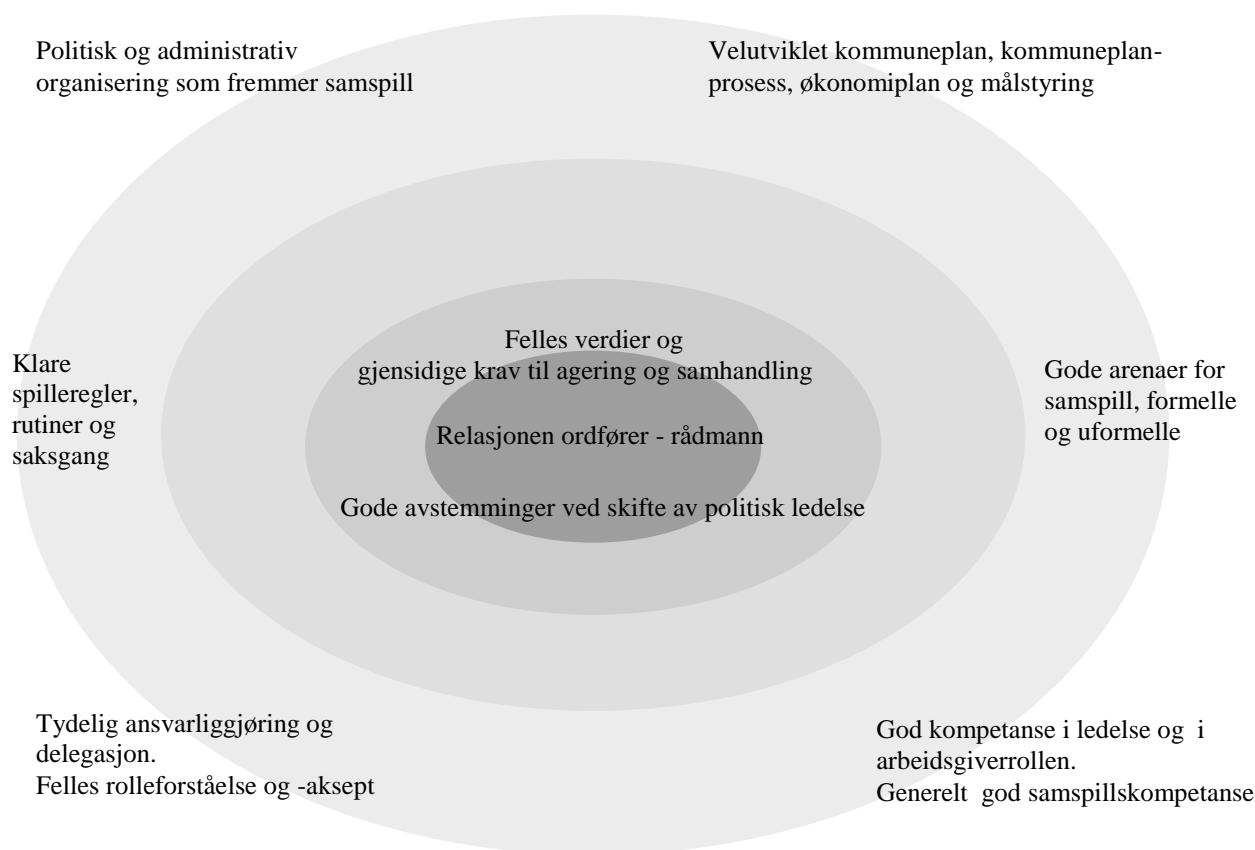 Politisk og administrativ
organisering som fremmer samspill
Velutviklet kommuneplan, kommuneplan-
prosess, økonomiplan og målstyring
Felles verdier og
gjensidige krav til agering og samhandling
Klare
spilleregler,
rutiner og
saksgang
Relasjonen ordfører - rådmann
Gode arenaer for
samspill, formelle
og uformelle
Gode avstemminger ved skifte av politisk ledelse
Tydelig ansvarliggjøring og
delegasjon.
Felles rolleforståelse og -aksept
God kompetanse i ledelse og  i
arbeidsgiverrollen.
Generelt  god samspillskompetanse